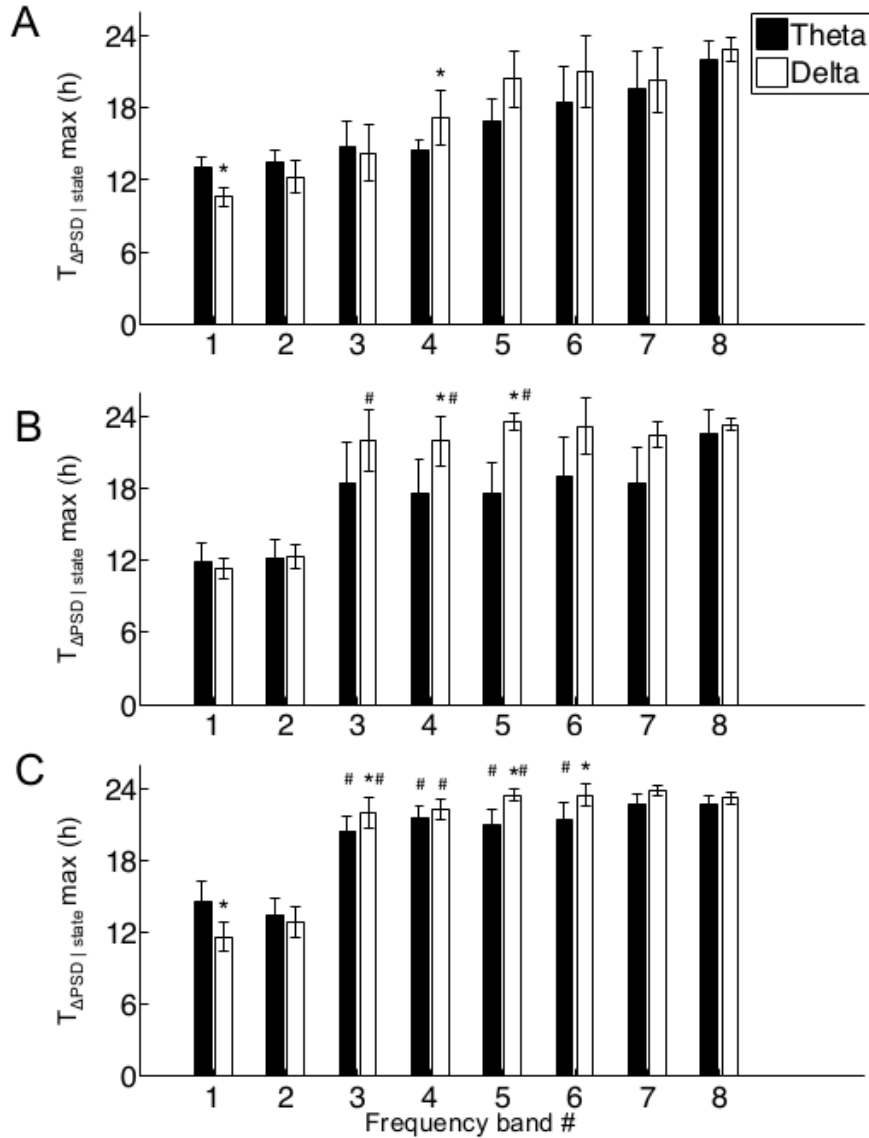 A
Theta
Delta
T ΔPSD | state max (h)
24
18
12
6
0
* *
1 2 3 4 5 6 7 8
B
T ΔPSD | state max (h)
24
18
12
6
0
# *# *#
1 2 3 4 5 6 7 8
C
T ΔPSD | state max (h)
24
18
12
6
0
* # *# # # # *# # *
1 2 3 4 5 6 7 8
Frequency band #